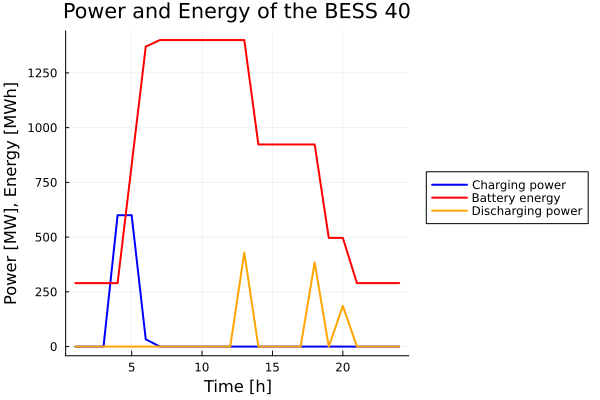 Power and Energy of the BESS 40
Power [MW], Energy [MWh]
1250
1000
750
500
250
0
5
10
15
20
Time [h]
Charging power
Battery energy
Discharging power